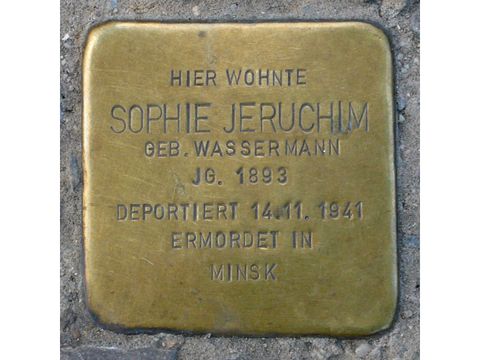 HIER WOHNTE
SOPHIE JERUCHIM
GEB. WASSERMANN
JG. 1893
DEPORTIERT 14.11. 1941
ERMORDET IN
MINSK